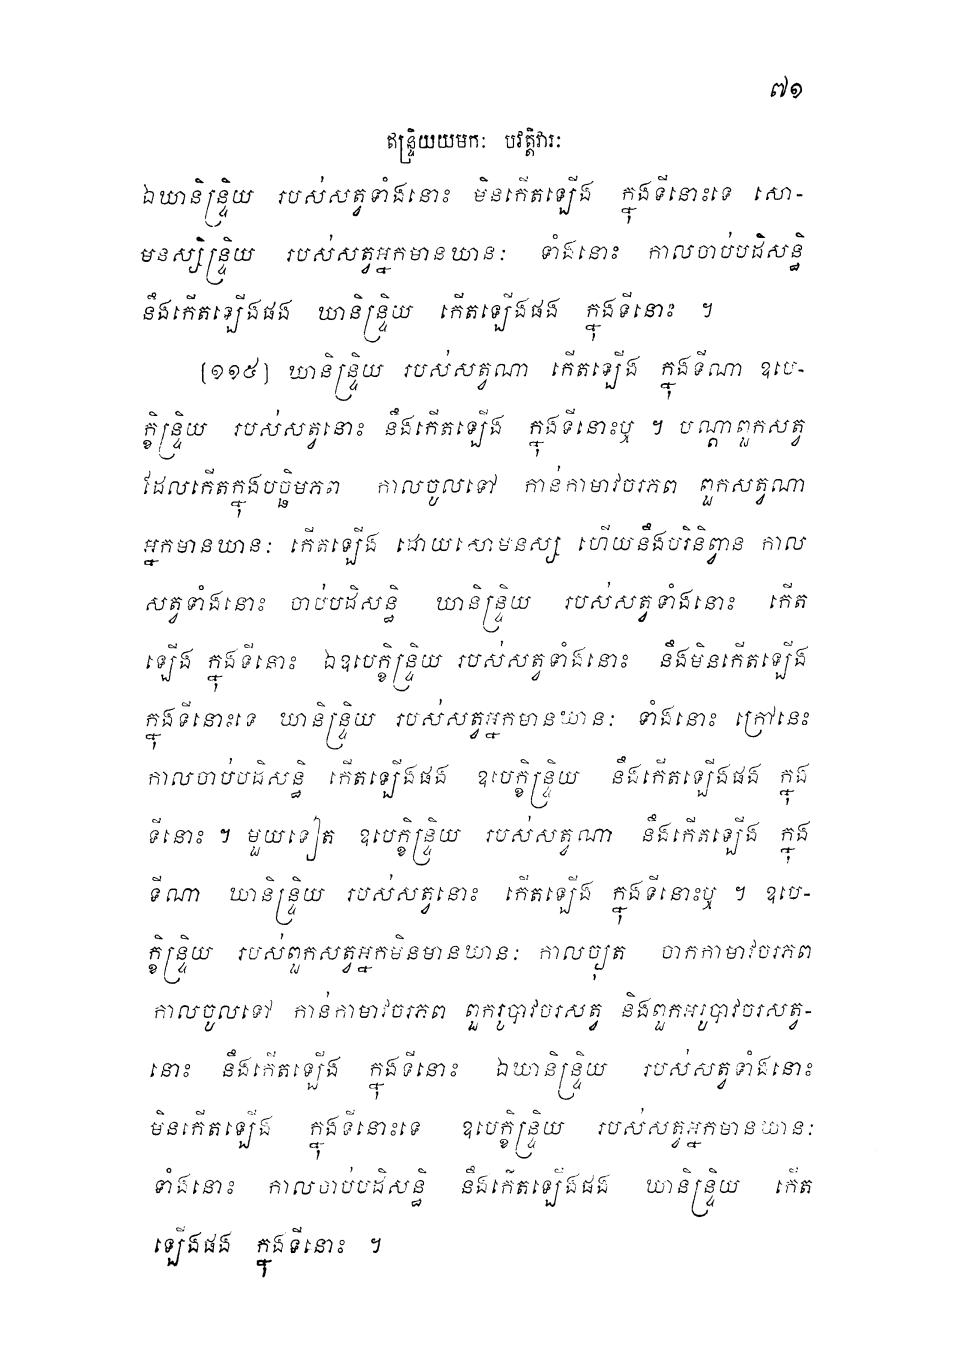 ៧១
ឥន្ទ្រិយយមកៈ បវត្តិវារៈ
ឯឃានិន្ទ្រិយ របស់សត្វទាំងនោះ មិនកើតឡើង ក្នុងទីនោះទេ សោ-
មនស្សិន្ទ្រិយ របស់សត្វអ្នកមានឃានៈ ទាំងនោះ កាលចាប់បដិសន្ធិ
នឹងកើតឡើងផង ឃានិន្ទ្រិយ កើតឡើងផង ក្នុងទីនោះ ។
(១១៥) ឃានិន្ទ្រិយ របស់សត្វណា កើតឡើង ក្នុងទីណា ឧបេ-
ក្ខិន្ទ្រិយ របស់សត្វនោះ នឹងកើតឡើង ក្នុងទីនោះឬ ។ បណ្តាពួកសត្វ
ដែលកើតក្នុងបច្ឆិមភព កាលចូលទៅ កាន់កាមាវចរភព ពួកសត្វណា
អ្នកមានឃានៈ កើតឡើង ដោយសោមនស្ស ហើយនឹងបរិនិព្វាន កាល
សត្វទាំងនោះ ចាប់បដិសន្ធិ ឃានិន្ទ្រិយ របស់សត្វទាំងនោះ កើត
ឡើង ក្នុងទីនោះ ឯឧបេក្ខិន្ទ្រិយ របស់សត្វទាំងនោះ នឹងមិនកើតឡើង
ក្នុងទីនោះទេ ឃានិន្ទ្រិយ របស់សត្វអ្នកមានឃានៈ ទាំងនោះ ក្រៅនេះ
កាលចាប់បដិសន្ធិ កើតឡើងផង ឧបេក្ខិន្ទ្រិយ នឹងកើតឡើងផង ក្នុង
ទីនោះ ។ មួយទៀត ឧបេក្ខិន្ទ្រិយ របស់សត្វណា នឹងកើតឡើង ក្នុង
ទីណា ឃានិន្ទ្រិយ របស់សត្វនោះ កើតឡើង ក្នុងទីនោះឬ ។ ឧបេ-
ក្ខិន្ទ្រិយ របស់ពួកសត្វអ្នកមិនមានឃានៈ កាលច្យុត ចាកកាមាវចរភព
កាលចូលទៅ កាន់កាមាវចរភព ពួករូបាវចរសត្វ និងពួកអរូបាវចរសត្វ-
នោះ នឹងកើតឡើង ក្នុងទីនោះ ឯឃានិន្ទ្រិយ របស់សត្វទាំងនោះ
មិនកើតឡើង ក្នុងទីនោះទេ ឧបេក្ខិន្ទ្រិយ របស់សត្វអ្នកមានឃានៈ
ទាំងនោះ កាលចាប់បដិសន្ធិ នឹងកើតឡើងផង ឃានិន្ទ្រិយ កើត
ឡើងផង ក្នុងទីនោះ ។